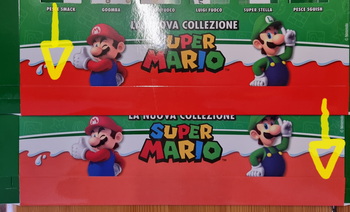 PESCE SMACK GOOMBA FUOCO LUIGI FUOCO SUPER STELLA PESCE SQUISH
LA NUOVA COLLEZIONE
SUPER
MARIO
LA NUOVA COLLEZIONE
SUPER
MARIO